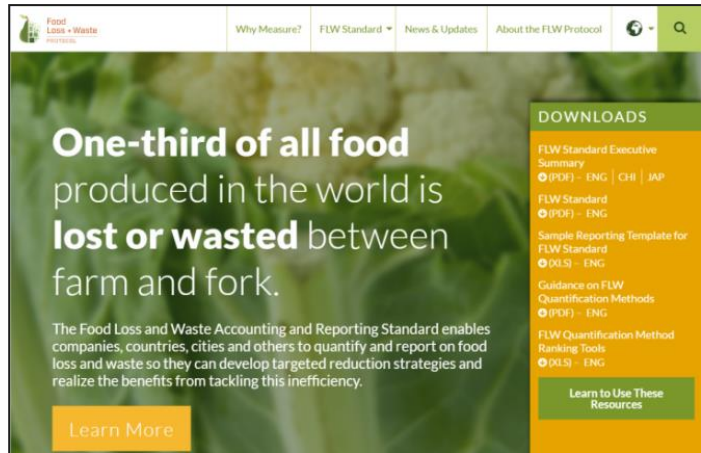 Food
Loss + Waste
PROTOCOL
Why Measure?
FLW Standard
News & Updates
About the FLW Protocol
One-third of all food
produced in the world is
lost or wasted between
farm and fork.
The Food Loss and Waste Accounting and Reporting Standard enables
companies, countries, cities and others to quantify and report on food
loss and waste so they can develop targeted reduction strategies and
realize the benefits from tackling this inefficiency.
Learn More
DOWNLOADS
FLW Standard Executive
Summary
(PDF) – ENG | CHI | JAP
FLW Standard
(PDF) – ENG
Sample Reporting Template for
FLW Standard
(XLS) – ENG
Guidance on FLW
Quantification Methods
(PDF) – ENG
FLW Quantification Method
Ranking Tools
(XLS) – ENG
Learn to Use These
Resources